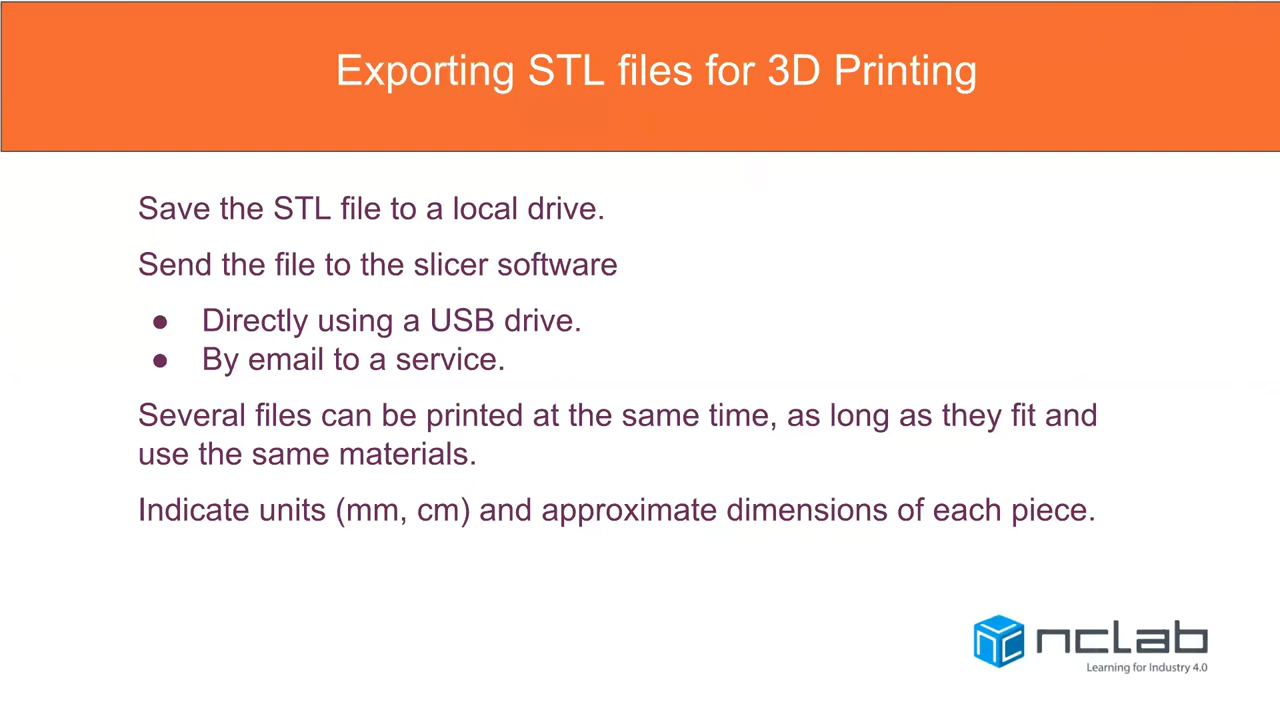 Exporting STL files for 3D Printing
Save the STL file to a local drive.
Send the file to the slicer software
● Directly using a USB drive.
● By email to a service.
Several files can be printed at the same time, as long as they fit and
use the same materials.
Indicate units (mm, cm) and approximate dimensions of each piece.
NC
nclab
Learning for Industry 4.0